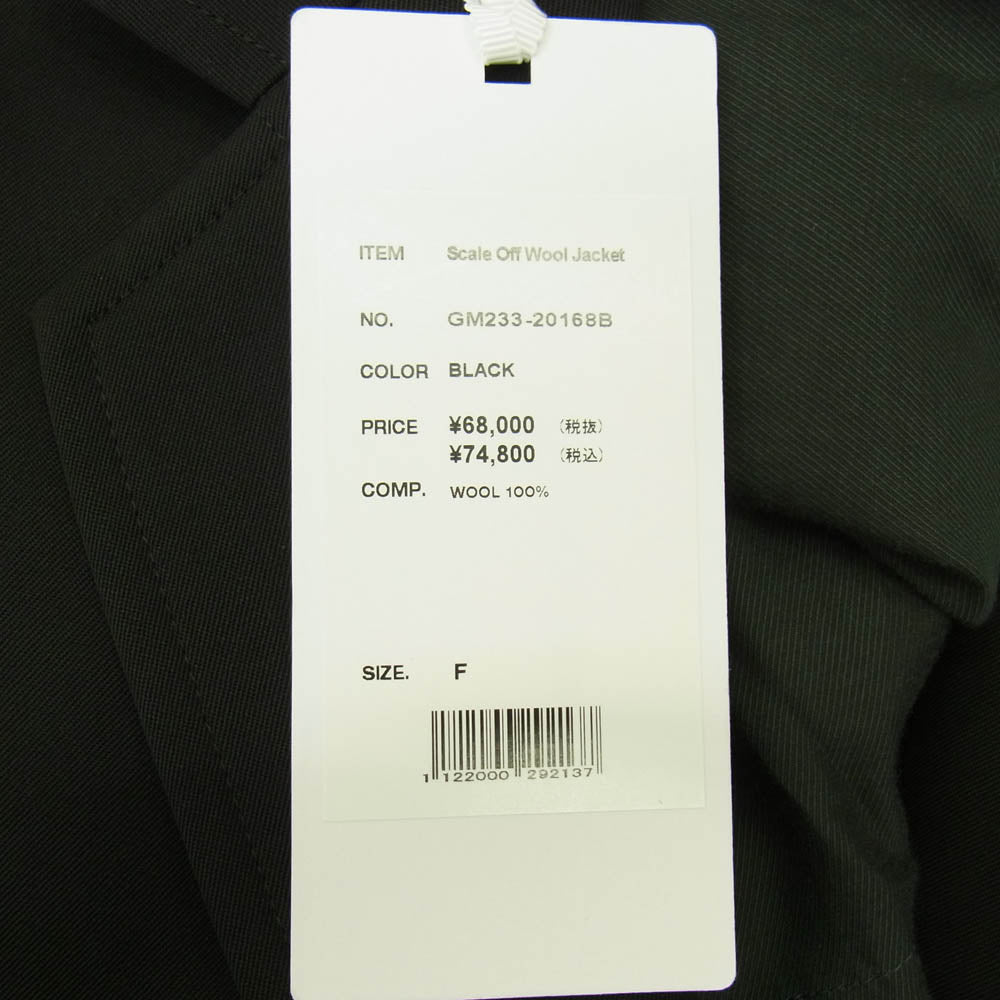 ITEM Scale Off Wool Jacket
NO. GM233-20168B
COLOR BLACK
PRICE ¥68,000 (税抜)
¥74,800 (税込)
COMP. WOOL 100%
SIZE. F
1 122000 292137